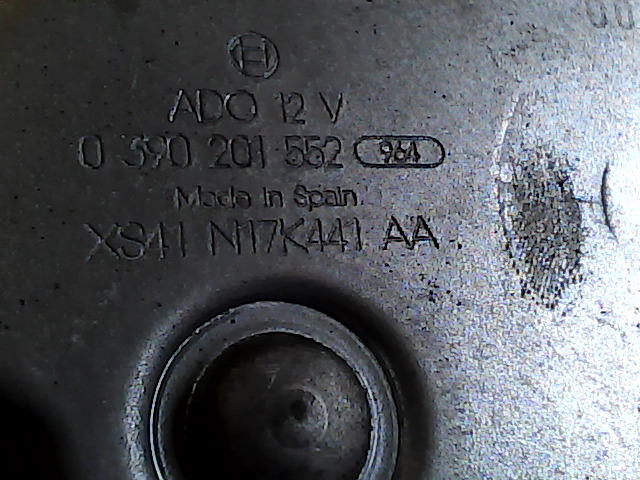 ADO 12 V
0 390 201 552 964
Made in Spain.
XS41 N17K441 AA.